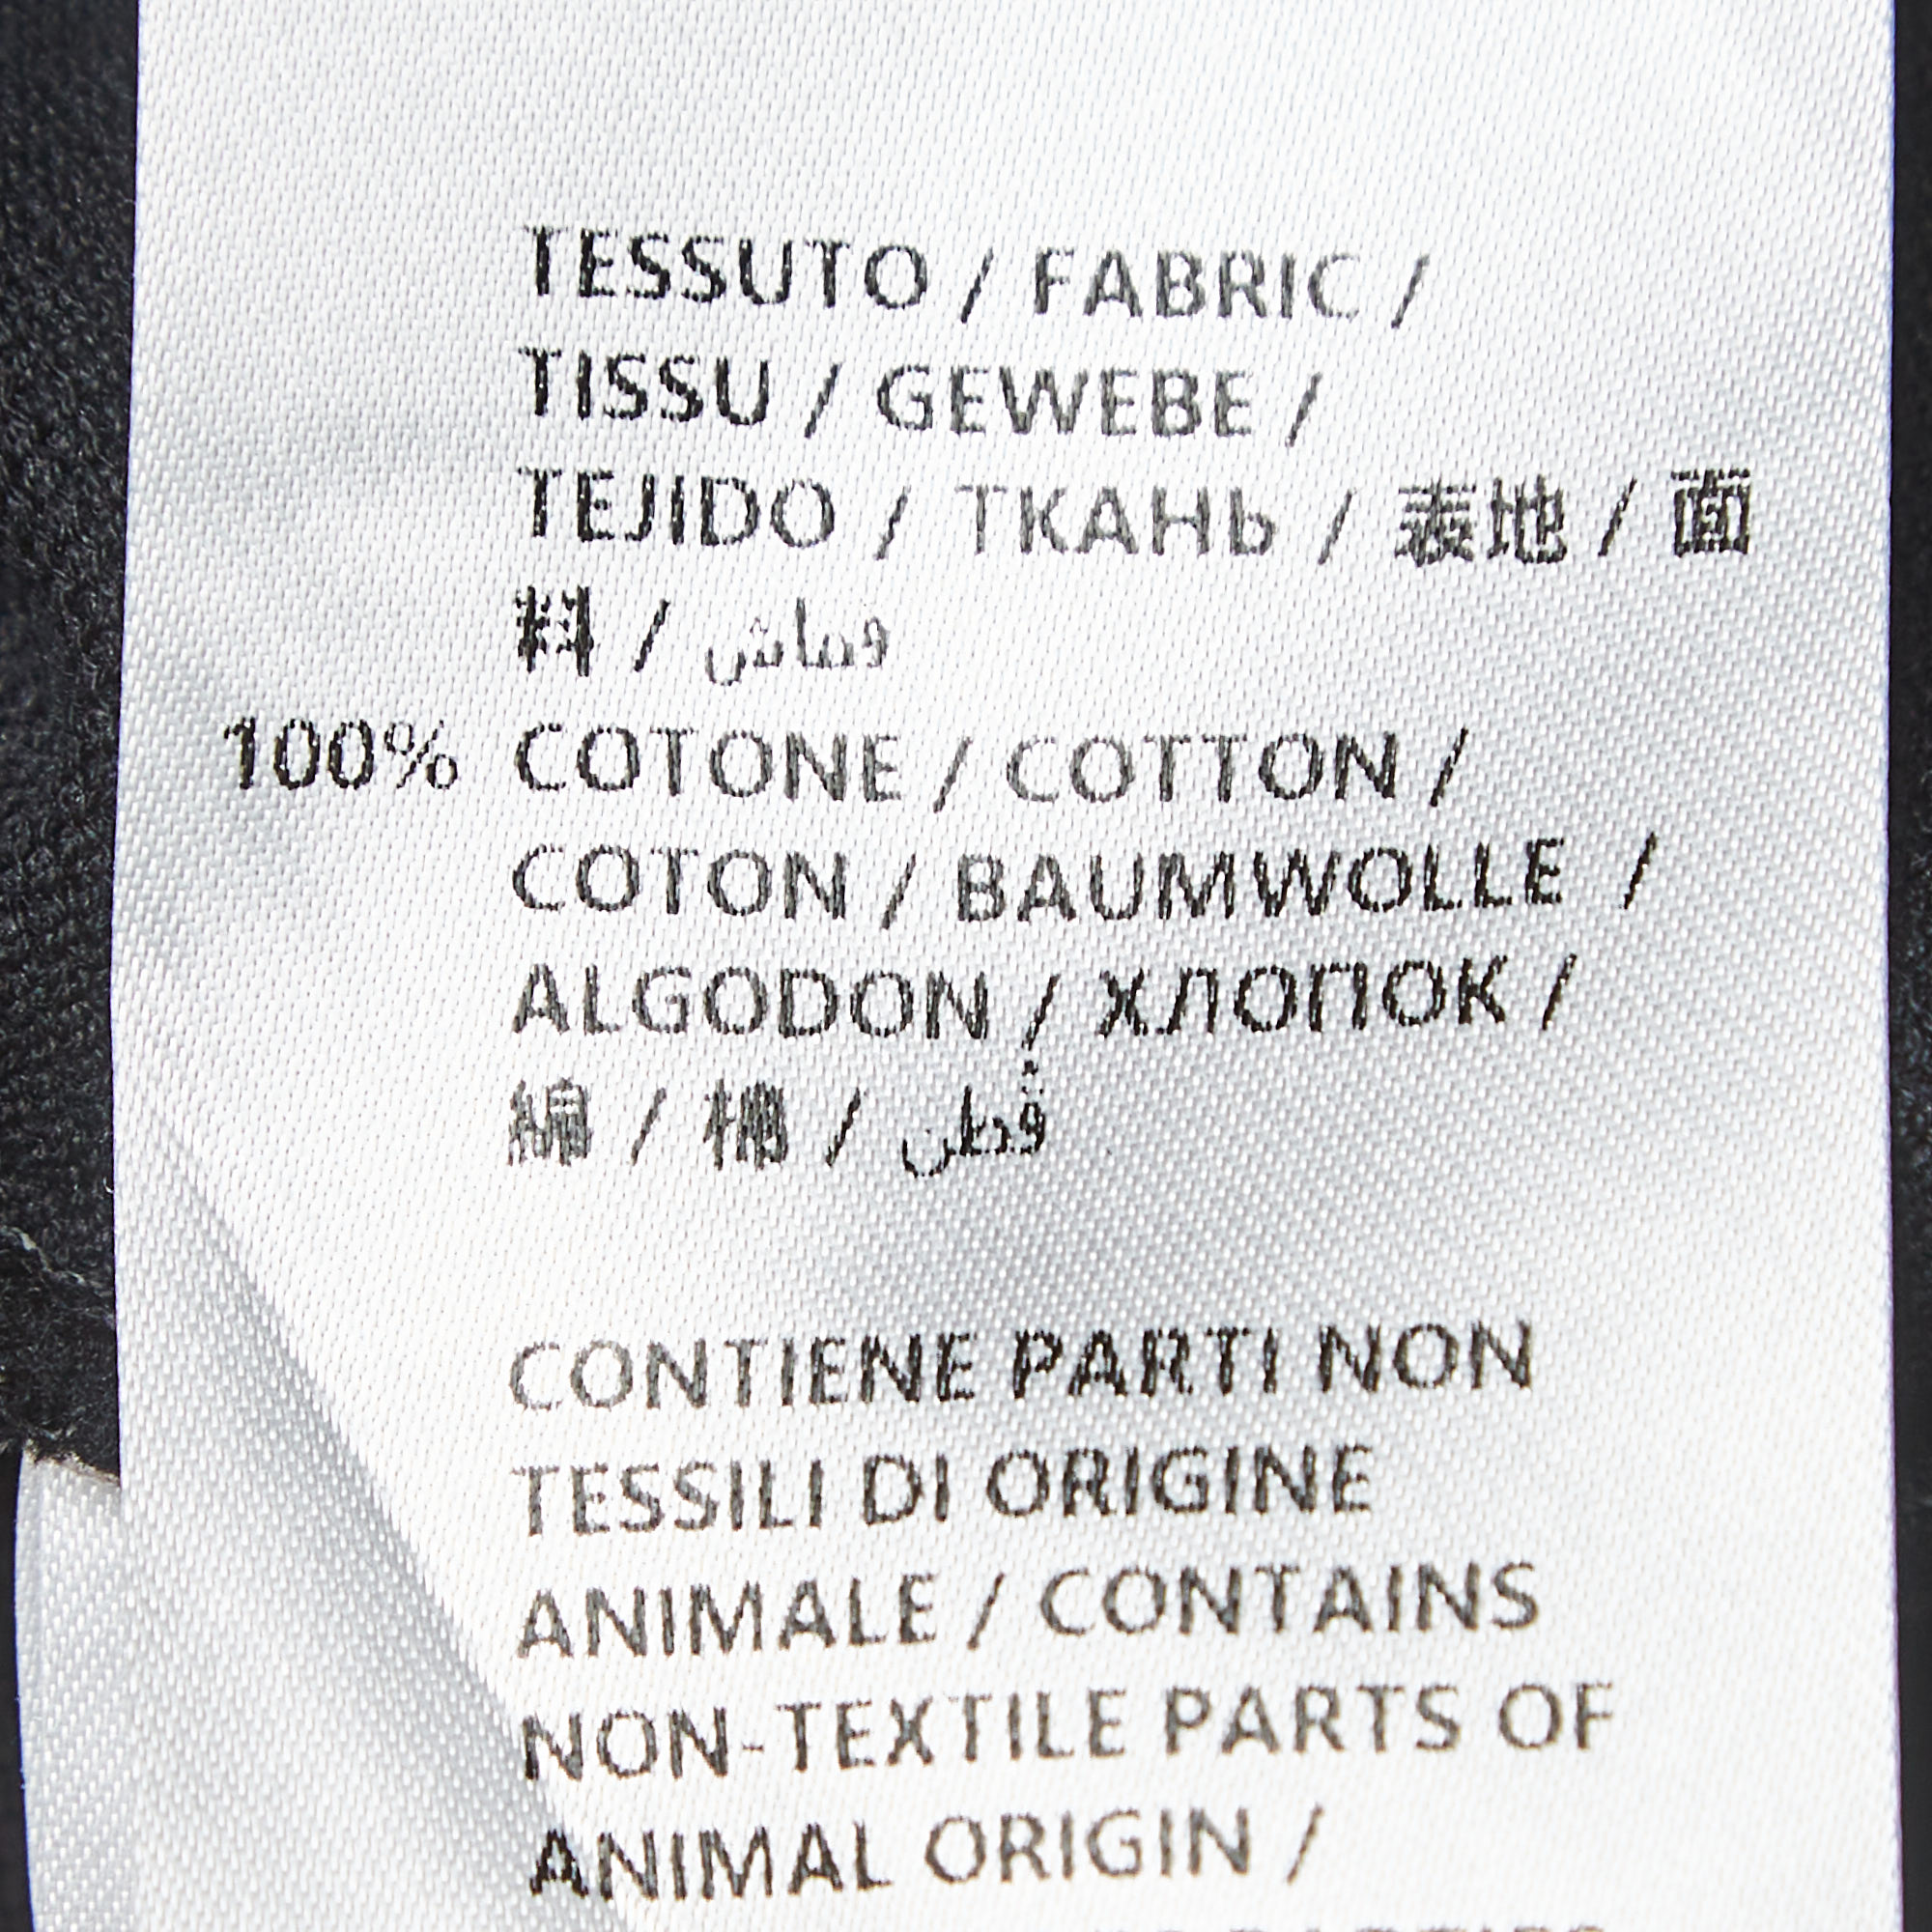 TESSUTO / FABRIC /
TISSU / GEWEBE /
TEJIDO / ТКАНЬ / 表地 / 面
料 / قماش
100% COTONE / COTTON /
COTON / BAUMWOLLE /
ALGODON / ХЛОПОК /
綿 / 棉 / قطن
CONTIENE PARTI NON
TESSILI DI ORIGINE
ANIMALE / CONTAINS
NON-TEXTILE PARTS OF
ANIMAL ORIGIN /